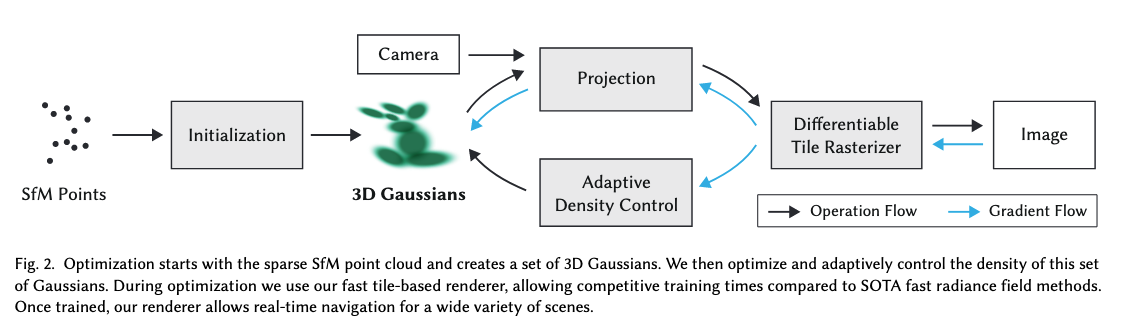 Camera
Projection
Initialization
Differentiable
Tile Rasterizer
Image
SfM Points
3D Gaussians
Adaptive
Density Control
Operation Flow
Gradient Flow
Fig. 2. Optimization starts with the sparse SfM point cloud and creates a set of 3D Gaussians. We then optimize and adaptively control the density of this set
of Gaussians. During optimization we use our fast tile-based renderer, allowing competitive training times compared to SOTA fast radiance field methods.
Once trained, our renderer allows real-time navigation for a wide variety of scenes.